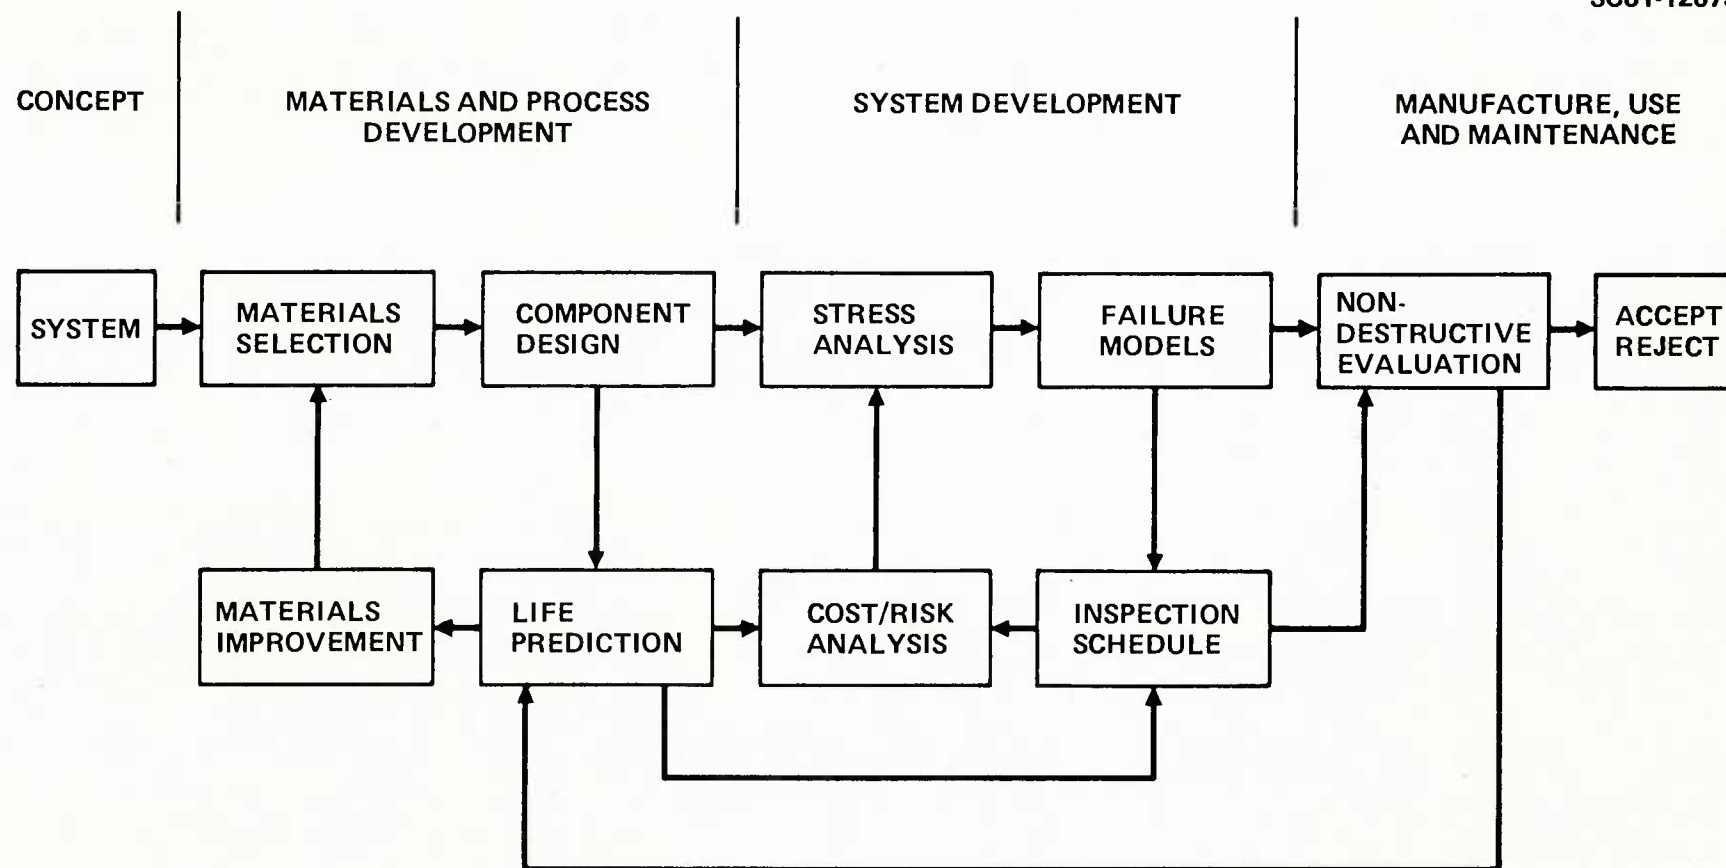 CONCEPT
MATERIALS AND PROCESS
DEVELOPMENT
SYSTEM DEVELOPMENT
MANUFACTURE, USE
AND MAINTENANCE
SYSTEM
MATERIALS
SELECTION
COMPONENT
DESIGN
STRESS
ANALYSIS
FAILURE
MODELS
NON-
DESTRUCTIVE
EVALUATION
ACCEPT
REJECT
MATERIALS
IMPROVEMENT
LIFE
PREDICTION
COST/RISK
ANALYSIS
INSPECTION
SCHEDULE